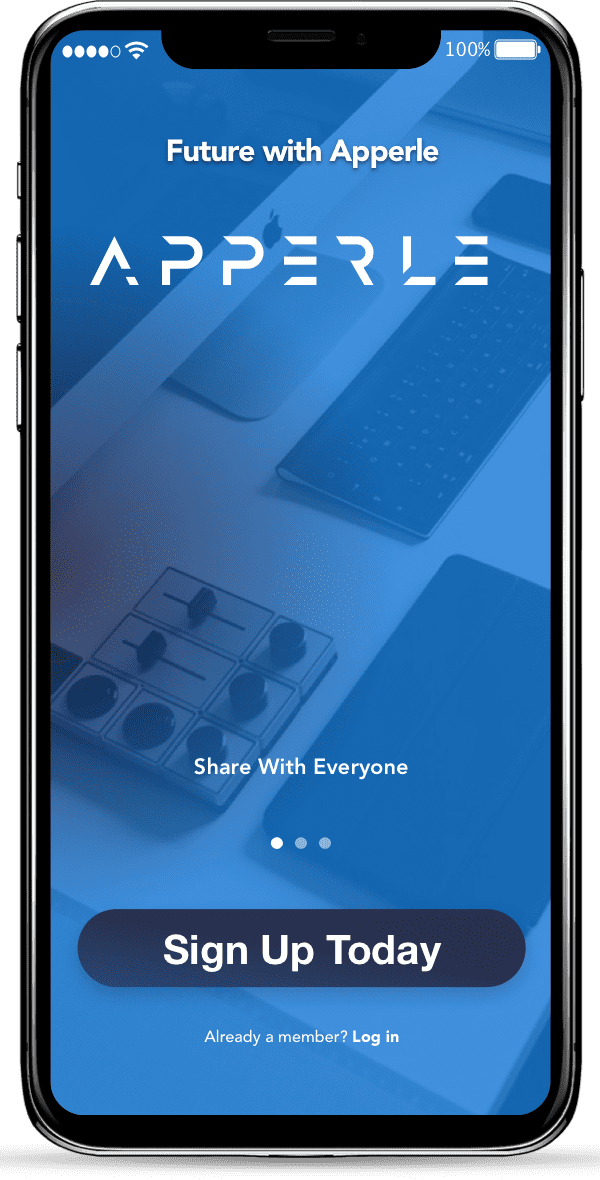 100%
Future with Apperle
APPERLE
Share With Everyone
Sign Up Today
Already a member? Log in